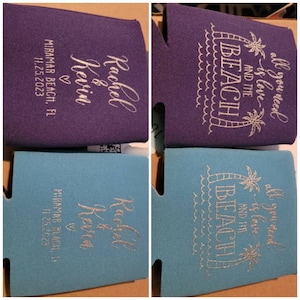 Rachel
&
Kevin
MIRAMAR BEACH, FL
11.25.2023
all you need
is love
AND THE
BEACH
Rachel
&
Kevin
MIRAMAR BEACH, FL
11.25.2023
all you need
is love
AND THE
BEACH